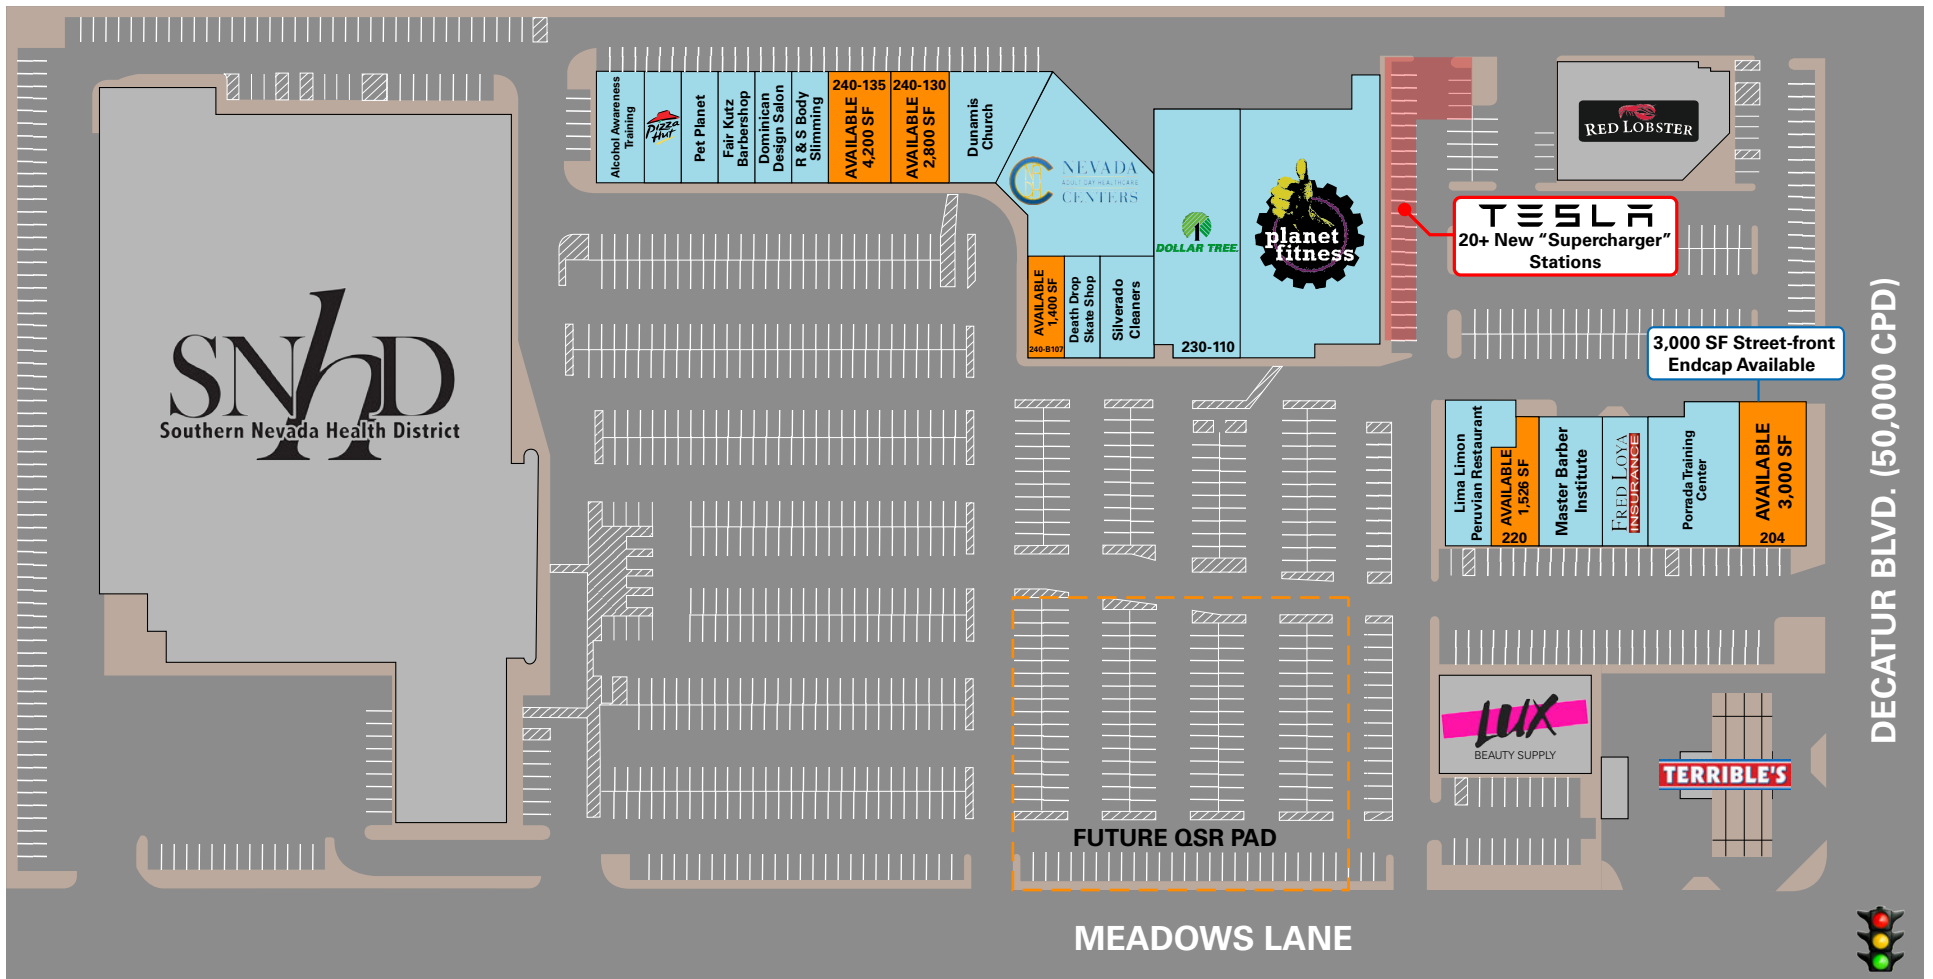 Alcohol Awareness
Training
Pizza
Hut
Pet Planet
Fair Kutz
Barbershop
Dominican
Design Salon
R & S Body
Slimming
240-135
AVAILABLE
4,200 SF
240-130
AVAILABLE
2,800 SF
Dunamis
Church
NEVADA
ADULT DAY HEALTHCARE
CENTERS
AVAILABLE
1,400 SF
240-B107
Death Drop
Skate Shop
Silverado
Cleaners
DOLLAR TREE
230-110
planet
fitness
RED LOBSTER
TESLA
20+ New “Supercharger”
Stations
3,000 SF Street-front
Endcap Available
SNhD
Southern Nevada Health District
Lima Limon
Peruvian Restaurant
AVAILABLE
1,526 SF
220
Master Barber
Institute
FRED LOYA
INSURANCE
Porrada Training
Center
AVAILABLE
3,000 SF
204
DECATUR BLVD. (50,000 CPD)
LUX
BEAUTY SUPPLY
TERRIBLE'S
FUTURE QSR PAD
MEADOWS LANE